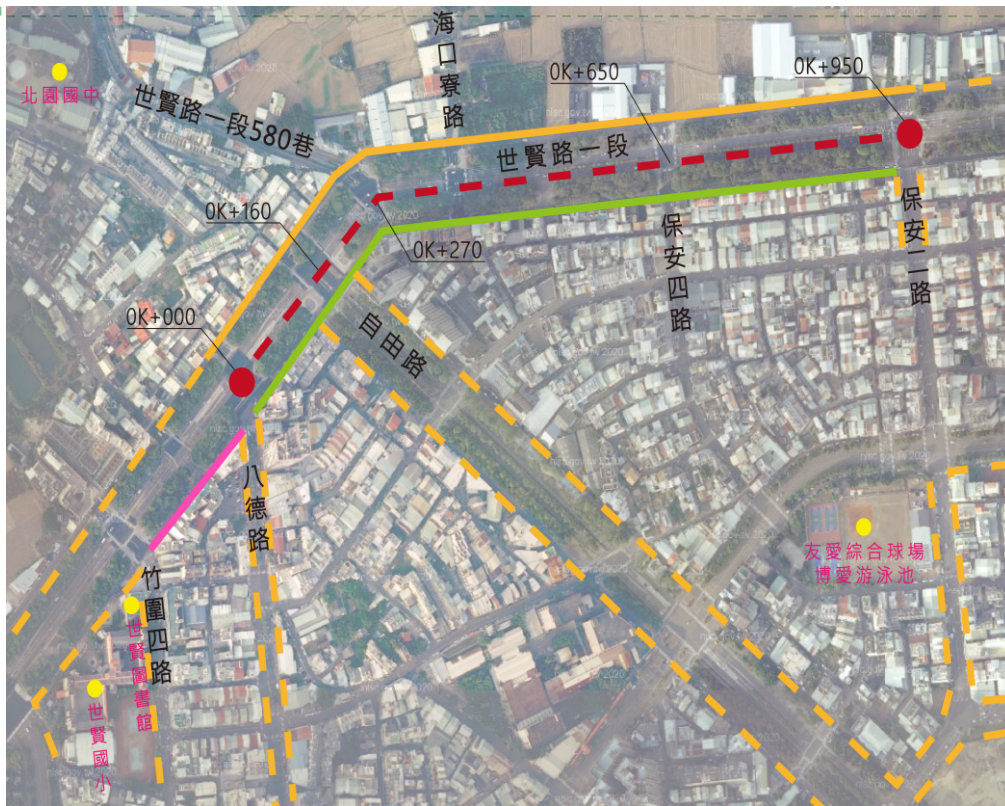 北園國中
世賢路一段580巷
海口寮路
0K+650
0K+950
世賢路一段
0K+160
0K+270
保安四路
保安二路
0K+000
自由路
八德路
友愛綜合球場
博愛游泳池
竹圍四路
世賢圖書館
世賢國小